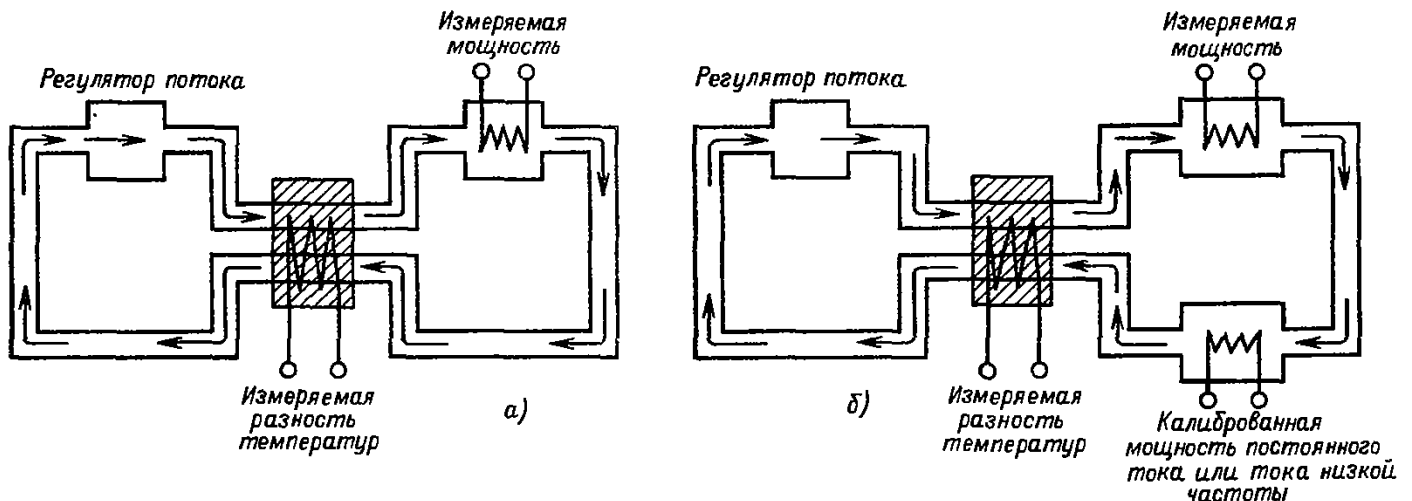 Измеряемая
мощность
Регулятор потока
Измеряемая
разность
температур
а)
Измеряемая
мощность
Регулятор потока
Измеряемая
разность
температур
б)
Калиброванная
мощность постоянного
тока или тока низкой
частоты